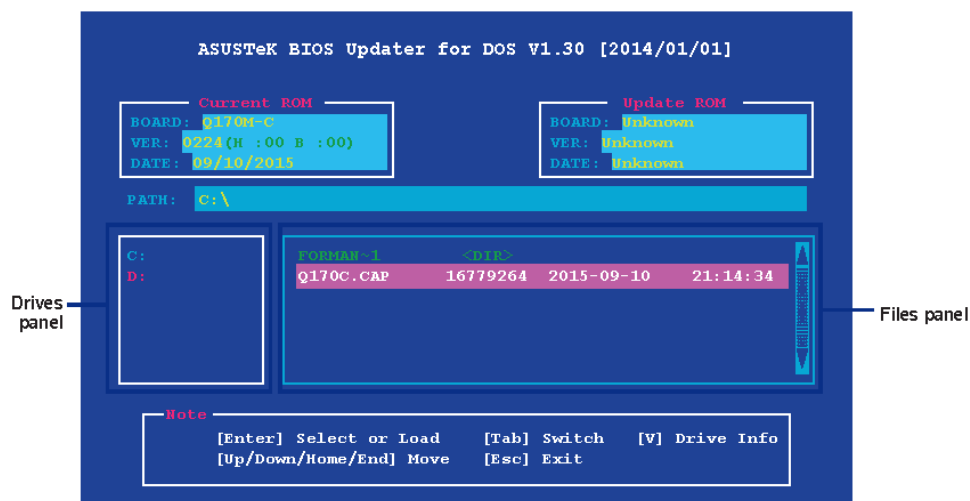 ASUSTeK BIOS Updater for DOS V1.30 [2014/01/01]
Current ROM
BOARD: Q170M-C
VER: 0224(H :00 B :00)
DATE: 09/10/2015
Update ROM
BOARD: Unknown
VER: Unknown
DATE: Unknown
PATH: C:\
C:
D:
FORMAN~1 <DIR>
Q170C.CAP 16779264 2015-09-10 21:14:34
Drives
panel
Files panel
Note
[Enter] Select or Load [Tab] Switch [V] Drive Info
[Up/Down/Home/End] Move [Esc] Exit